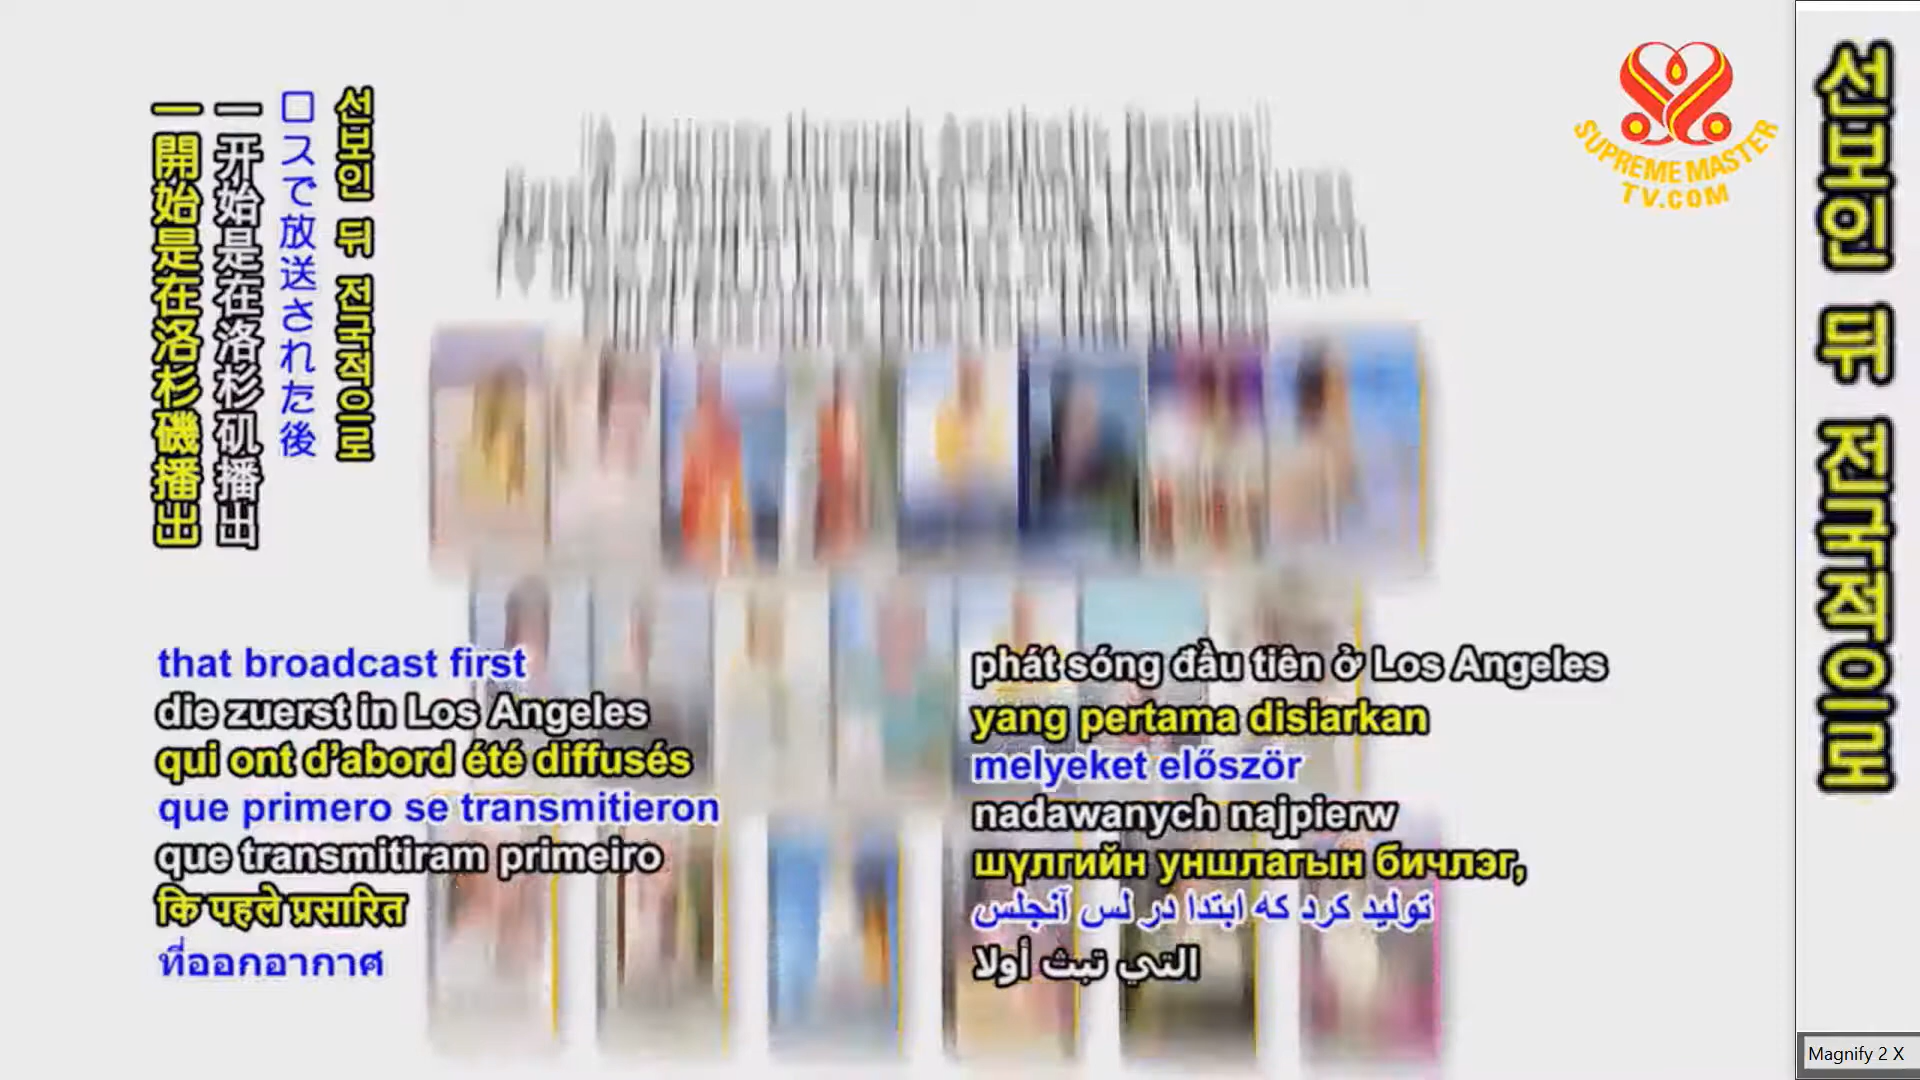 一開始是在洛杉磯播出
一开始是在洛杉矶播出
ロスで放送された後
선보인 뒤 전국적으로
that broadcast first
die zuerst in Los Angeles
qui ont d’abord été diffusés
que primero se transmitieron
que transmitiram primeiro
कि पहले प्रसारित
ที่ออกอากาศ
phát sóng đầu tiên ở Los Angeles
yang pertama disiarkan
melyeket először
nadawanych najpierw
шүлгийн уншлагын бичлэг,
تولید کرد که ابتدا در لس آنجلس
التي تبث أولا
SUPREME MASTER
TV.COM
선보인 뒤 전국적으로
Magnify 2 X